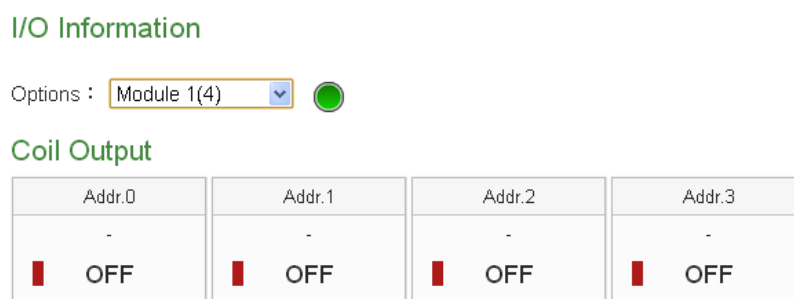 I/O Information
Options : Module 1(4)
Coil Output
Addr.0 Addr.1 Addr.2 Addr.3
- - - -
OFF OFF OFF OFF